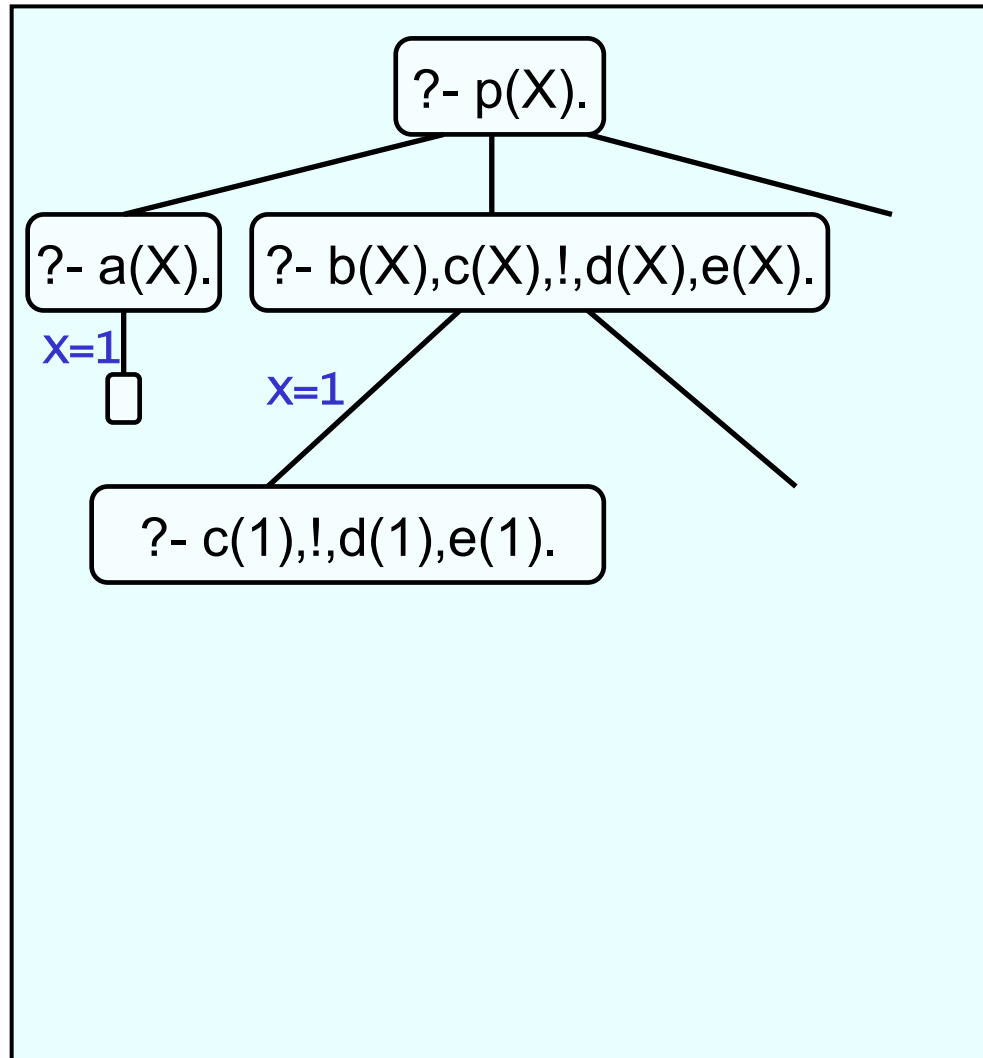 ?- p(X).
?- a(X).
?- b(X),c(X),!,d(X),e(X).
X=1
X=1
?- c(1),!,d(1),e(1).